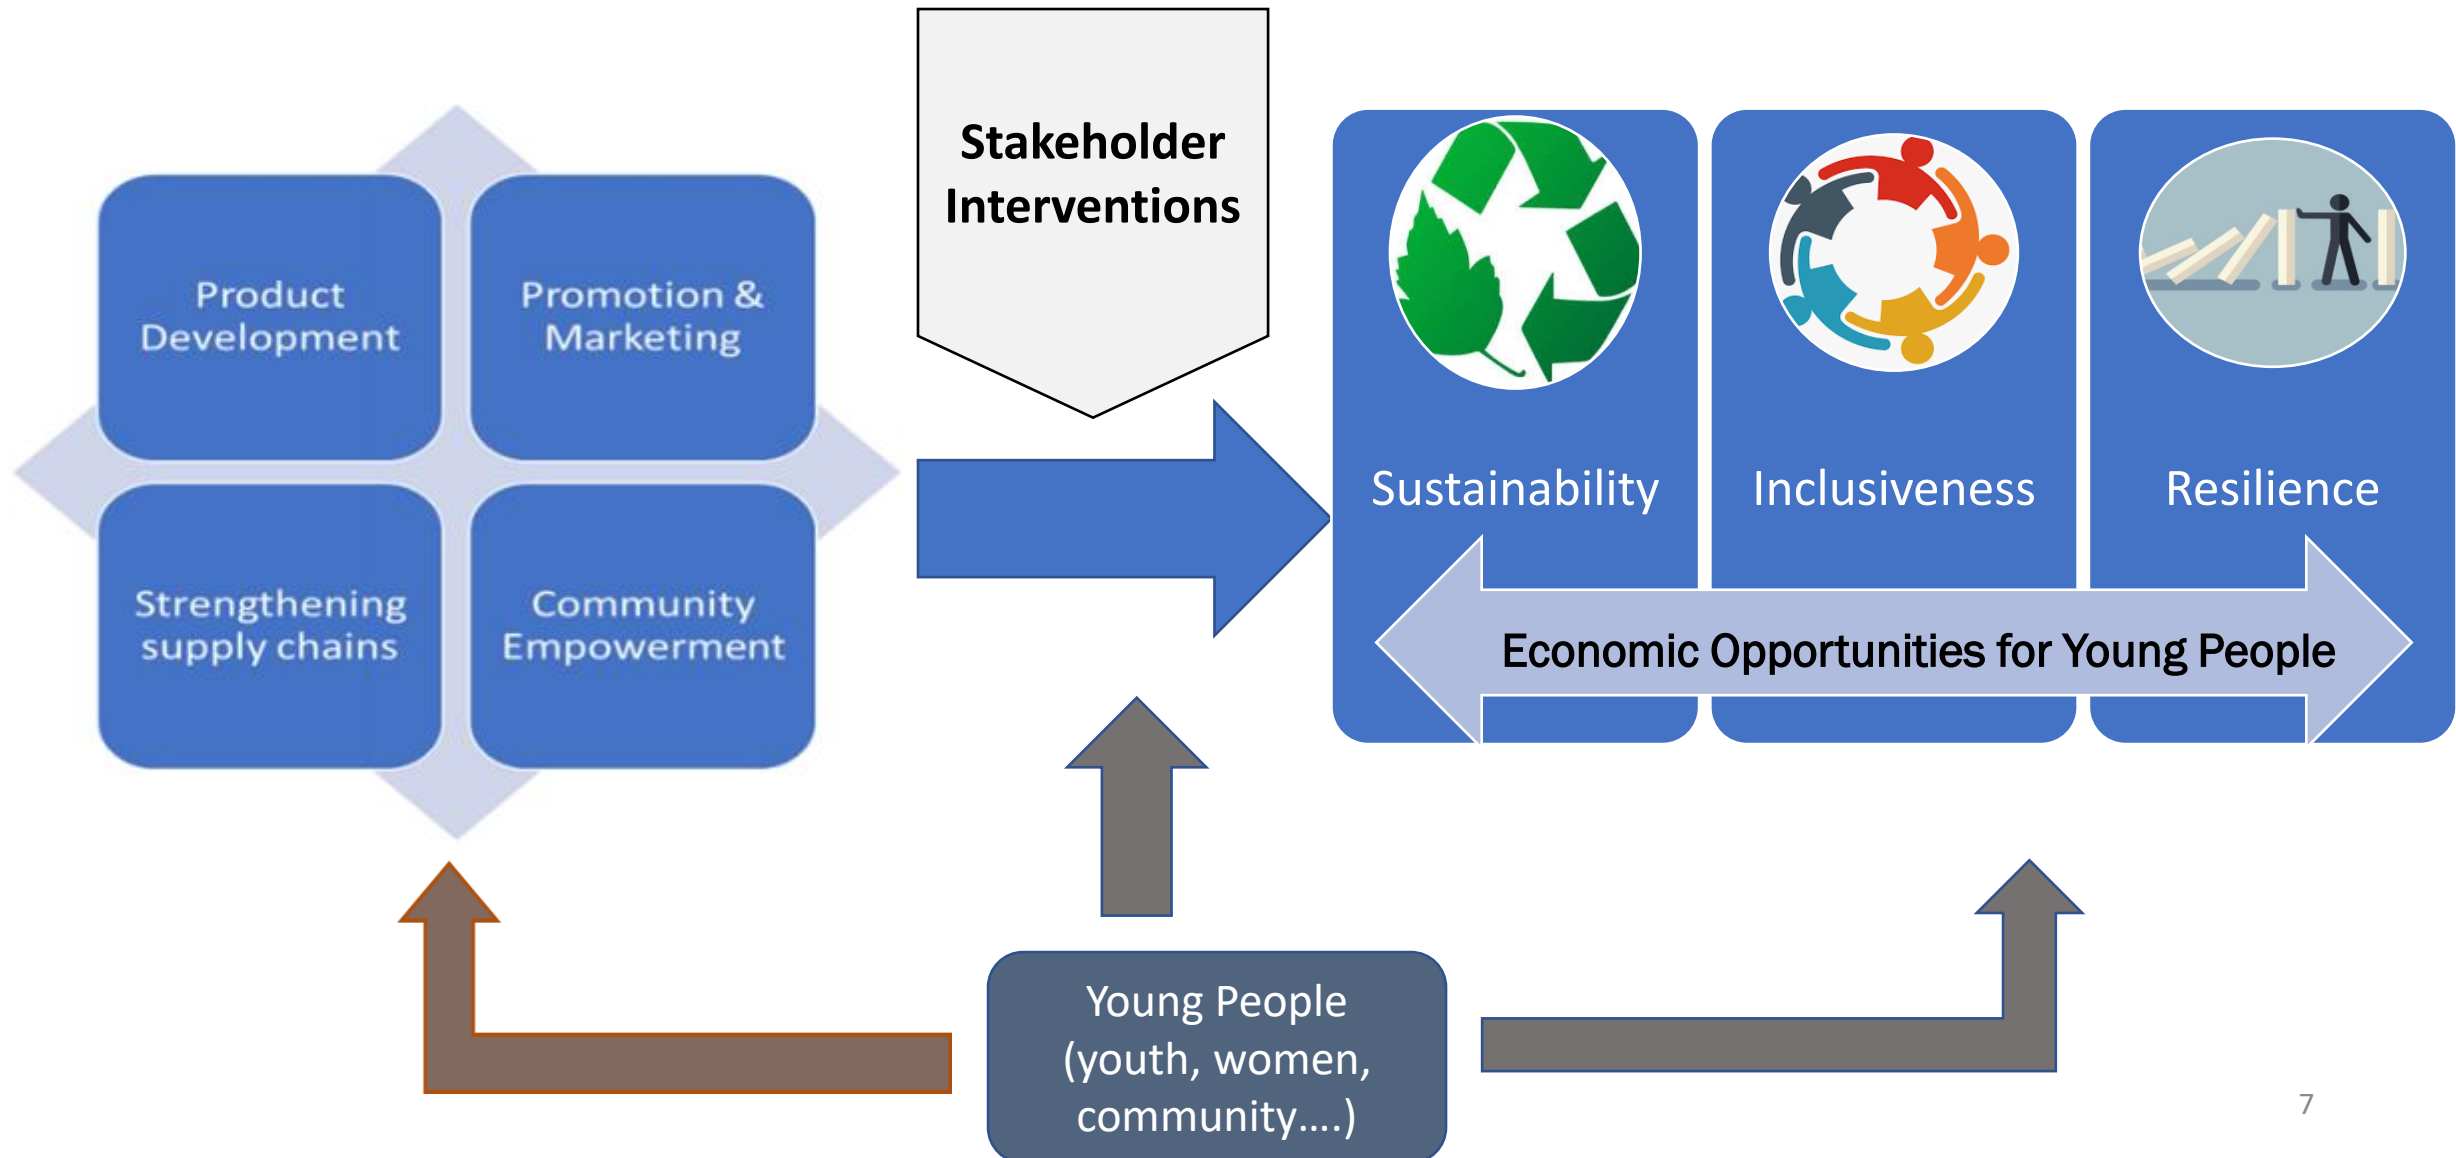 Stakeholder
Interventions
Product
Development
Promotion &
Marketing
Strengthening
supply chains
Community
Empowerment
Sustainability
Inclusiveness
Resilience
Economic Opportunities for Young People
Young People
(youth, women,
community....)
7